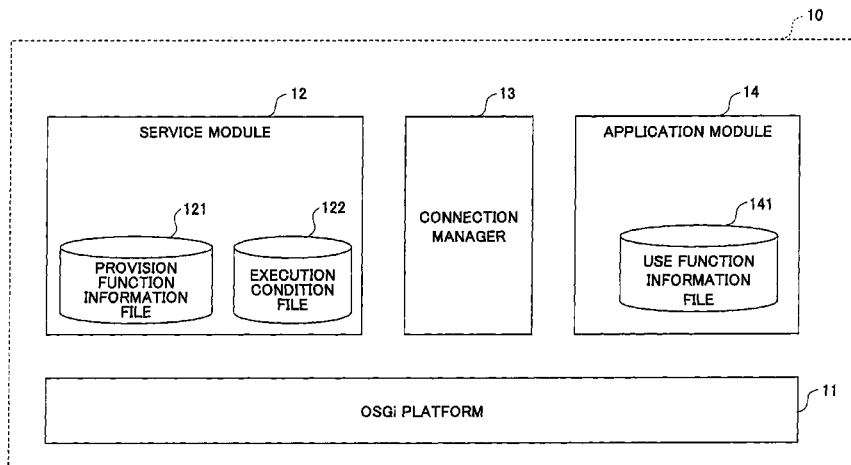 10
12
13
14
SERVICE MODULE
APPLICATION MODULE
121
122
141
CONNECTION
MANAGER
PROVISION
FUNCTION
INFORMATION
FILE
EXECUTION
CONDITION
FILE
USE FUNCTION
INFORMATION
FILE
11
OSGi PLATFORM